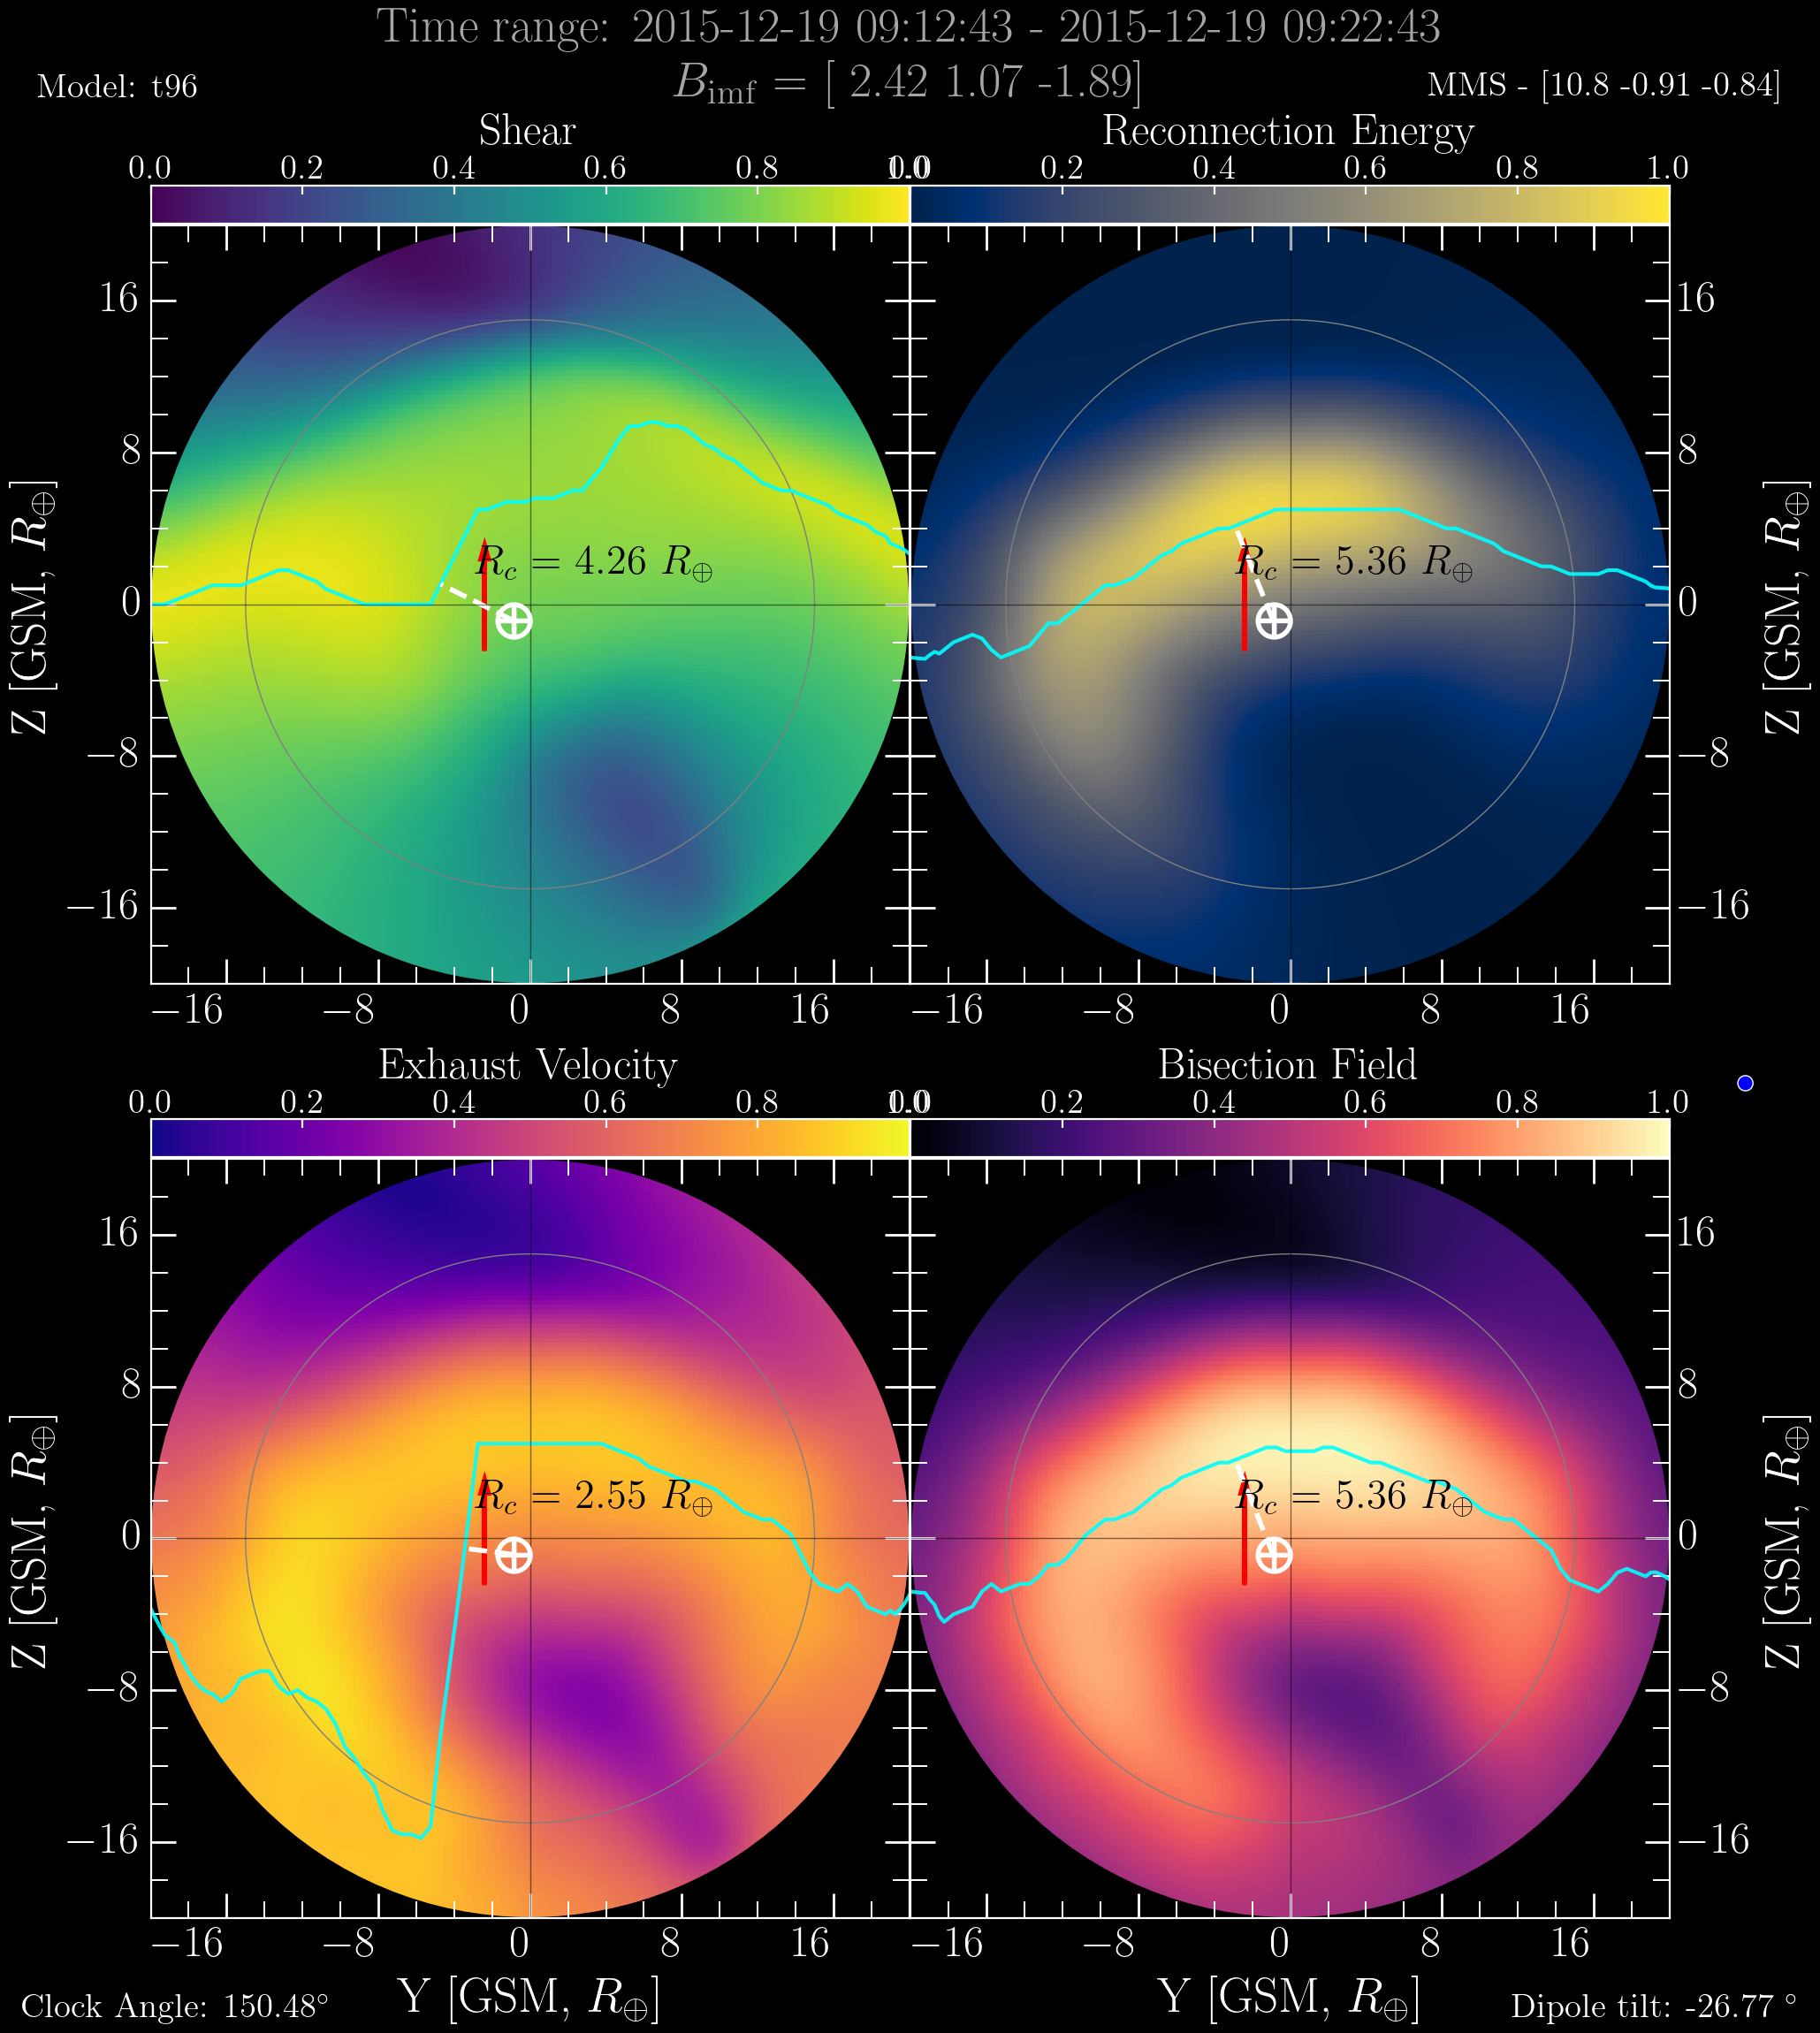 Time range: 2015-12-19 09:12:43 - 2015-12-19 09:22:43
Model: t96
B_imf = [ 2.42 1.07 -1.89]
MMS - [10.8 -0.91 -0.84]
Shear
Reconnection Energy
0.0 0.2 0.4 0.6 0.8 1.0
0.0 0.2 0.4 0.6 0.8 1.0
16
8
0
−8
−16
Z [GSM, R⊕]
R_c = 4.26 R⊕
R_c = 5.36 R⊕
16
8
0
−8
−16
Z [GSM, R⊕]
−16 −8 0 8 16
−16 −8 0 8 16
Exhaust Velocity
Bisection Field
0.0 0.2 0.4 0.6 0.8 1.0
0.0 0.2 0.4 0.6 0.8 1.0
16
8
0
−8
−16
Z [GSM, R⊕]
R_c = 2.55 R⊕
R_c = 5.36 R⊕
16
8
0
−8
−16
Z [GSM, R⊕]
−16 −8 0 8 16
−16 −8 0 8 16
Y [GSM, R⊕]
Y [GSM, R⊕]
Clock Angle: 150.48°
Dipole tilt: -26.77 °